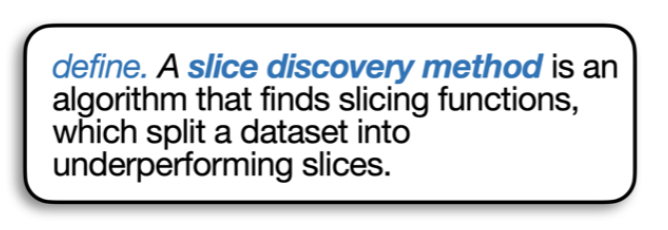 define. A slice discovery method is an
algorithm that finds slicing functions,
which split a dataset into
underperforming slices.